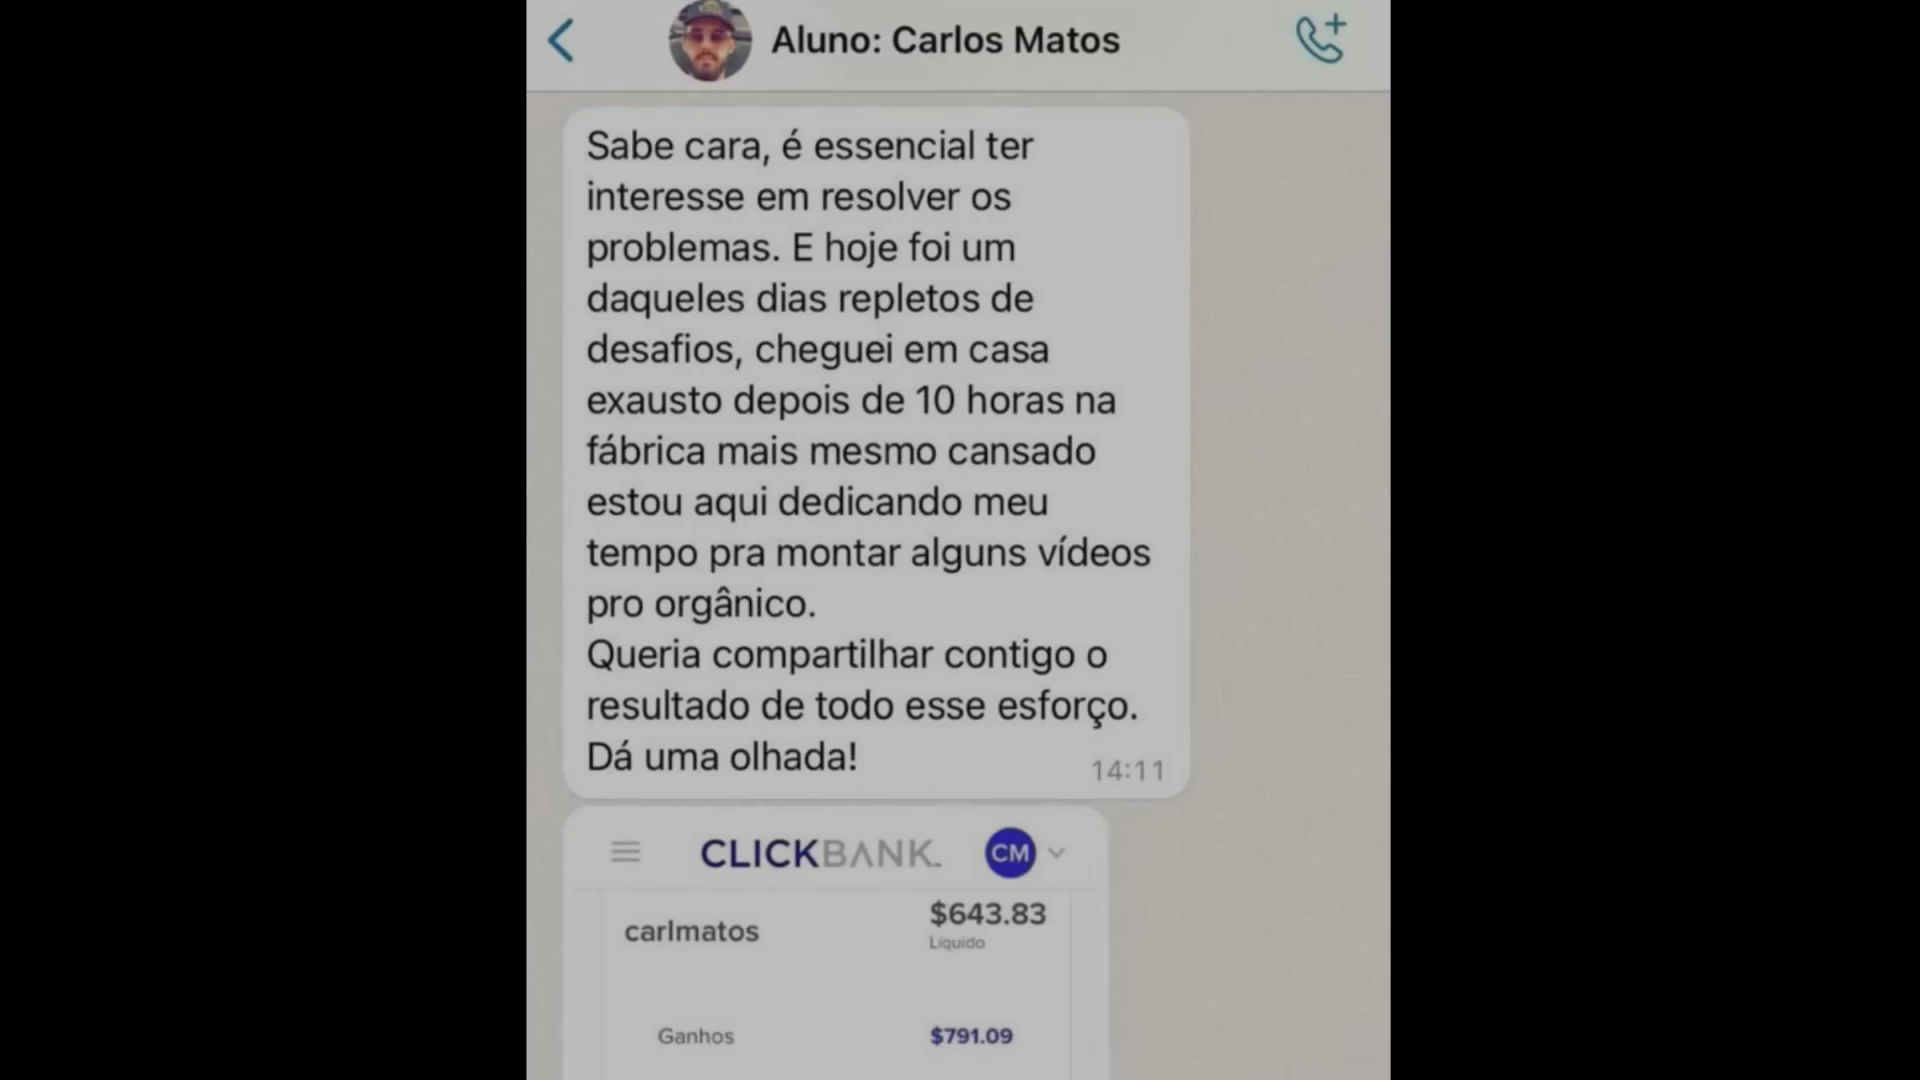 Aluno: Carlos Matos
Sabe cara, é essencial ter
interesse em resolver os
problemas. E hoje foi um
daqueles dias repletos de
desafios, cheguei em casa
exausto depois de 10 horas na
fábrica mais mesmo cansado
estou aqui dedicando meu
tempo pra montar alguns vídeos
pro orgânico.
Queria compartilhar contigo o
resultado de todo esse esforço.
Dá uma olhada!
14:11
CLICKBANK
CM
carlmatos
$643.83
Líquido
Ganhos
$791.09